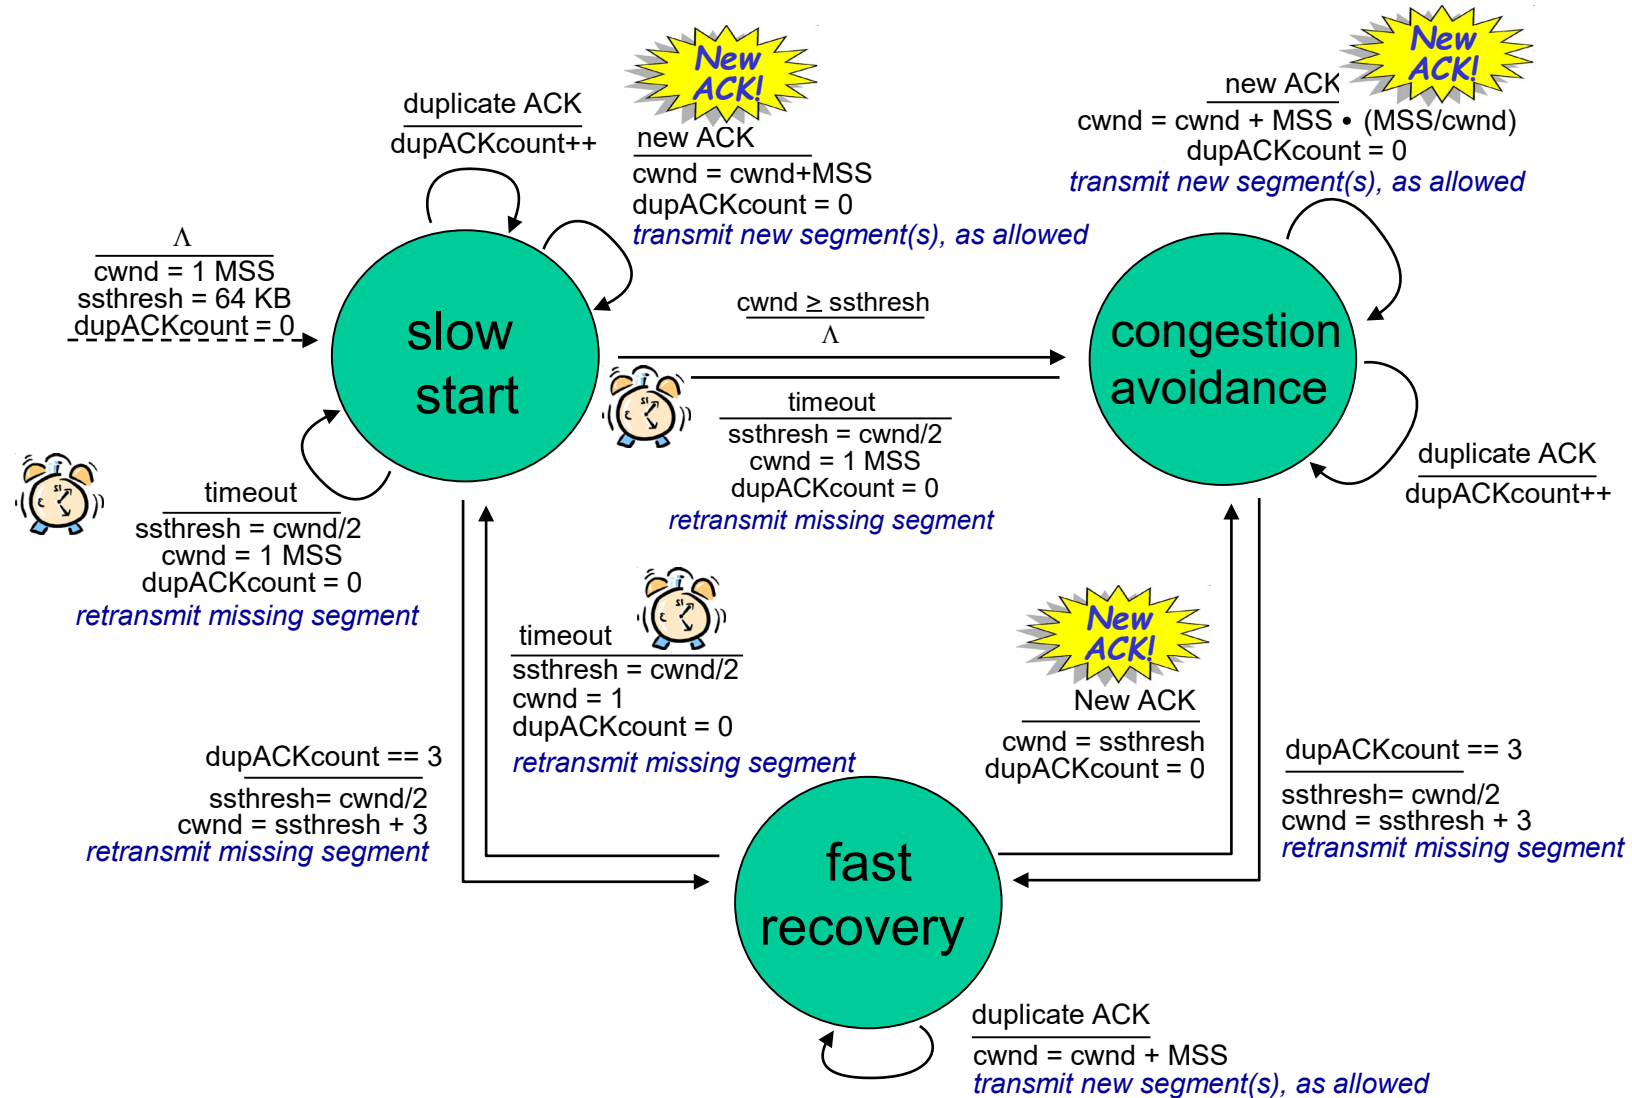 New
ACK!
duplicate ACK
dupACKcount++
new ACK
cwnd = cwnd+MSS
dupACKcount = 0
transmit new segment(s), as allowed
New
ACK!
new ACK
cwnd = cwnd + MSS • (MSS/cwnd)
dupACKcount = 0
transmit new segment(s), as allowed
Λ
cwnd = 1 MSS
ssthresh = 64 KB
dupACKcount = 0
slow
start
cwnd ≥ ssthresh
Λ
congestion
avoidance
timeout
ssthresh = cwnd/2
cwnd = 1 MSS
dupACKcount = 0
retransmit missing segment
duplicate ACK
dupACKcount++
timeout
ssthresh = cwnd/2
cwnd = 1 MSS
dupACKcount = 0
retransmit missing segment
timeout
ssthresh = cwnd/2
cwnd = 1
dupACKcount = 0
retransmit missing segment
New
ACK!
New ACK
cwnd = ssthresh
dupACKcount = 0
dupACKcount == 3
ssthresh= cwnd/2
cwnd = ssthresh + 3
retransmit missing segment
dupACKcount == 3
ssthresh= cwnd/2
cwnd = ssthresh + 3
retransmit missing segment
fast
recovery
duplicate ACK
cwnd = cwnd + MSS
transmit new segment(s), as allowed